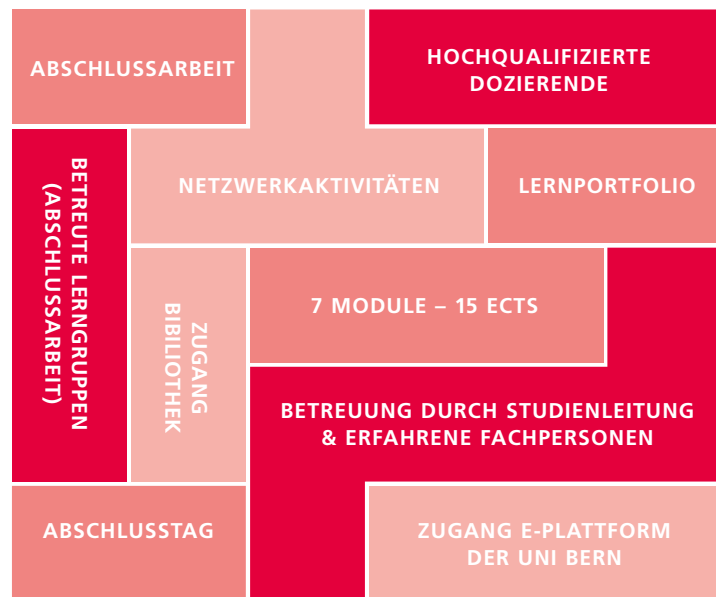 ABSCHLUSSARBEIT
HOCHQUALIFIZIERTE
DOZIERENDE
BETREUTE LERNGRUPPEN
(ABSCHLUSSARBEIT)
NETZWERKAKTIVITÄTEN
LERNPORTFOLIO
ZUGANG
BIBILIOTHEK
7 MODULE – 15 ECTS
BETREUUNG DURCH STUDIENLEITUNG
& ERFAHRENE FACHPERSONEN
ABSCHLUSSTAG
ZUGANG E-PLATTFORM
DER UNI BERN